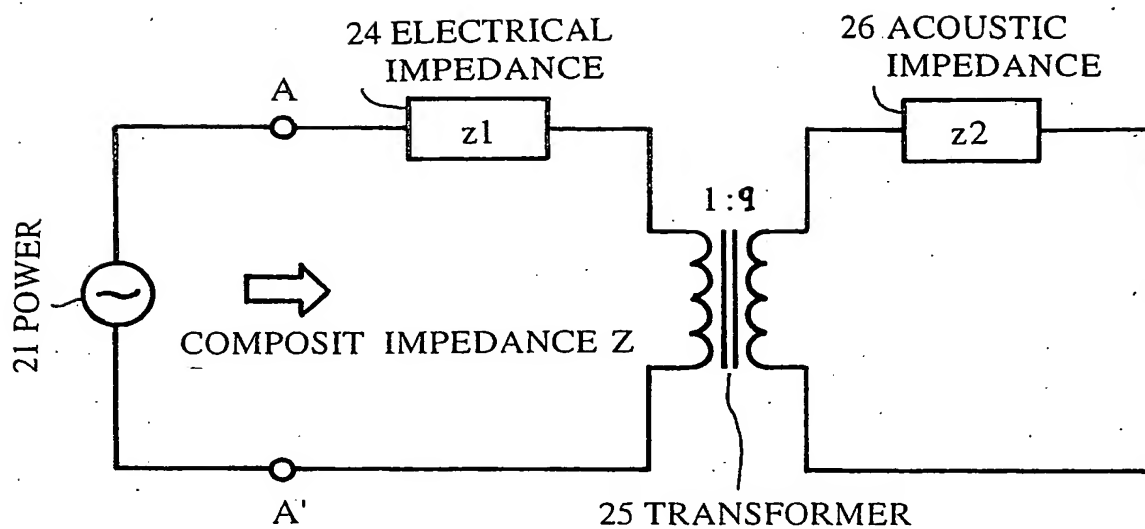 24 ELECTRICAL
IMPEDANCE
26 ACOUSTIC
IMPEDANCE
A
z1
z2
1:q
21 POWER
COMPOSIT IMPEDANCE Z
A'
25 TRANSFORMER